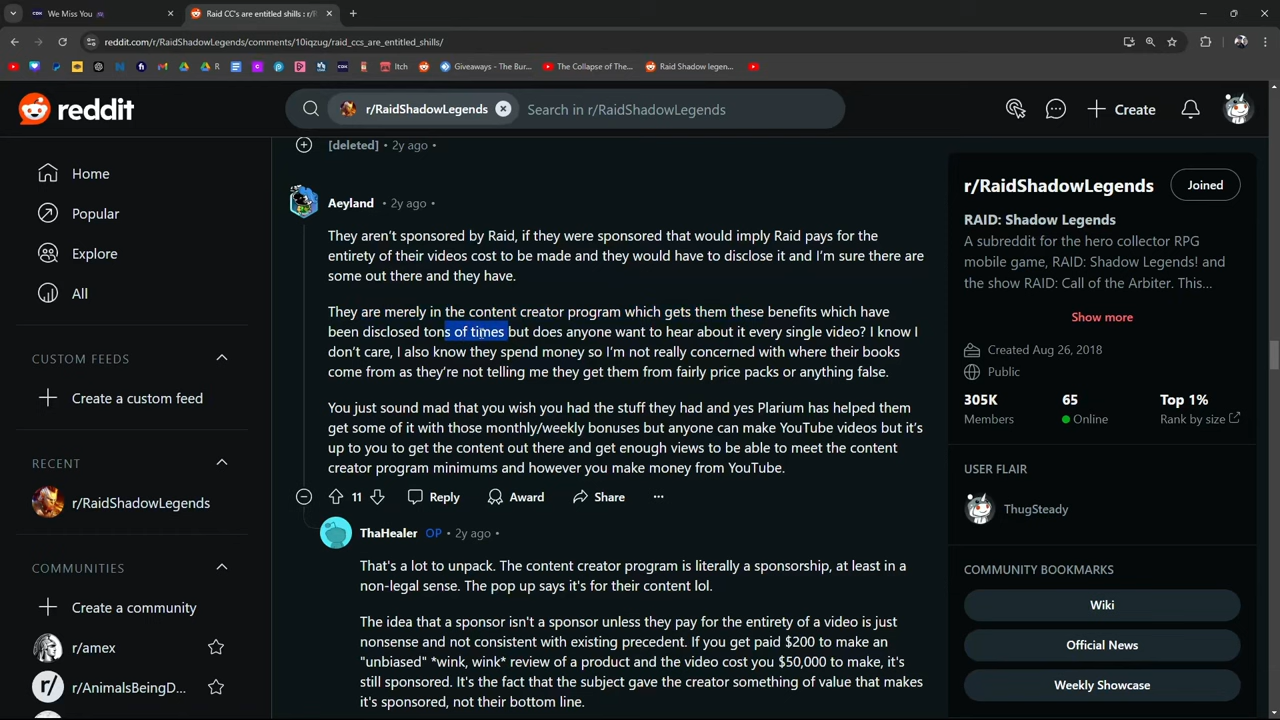 We Miss You
Raid CC's are entitled shills : r/F
reddit.com/r/RaidShadowLegends/comments/10iqzug/raid_ccs_are_entitled_shills/
R
Itch
Giveaways - The Bur...
The Collapse of The...
Raid Shadow legen...
reddit
r/RaidShadowLegends
Search in r/RaidShadowLegends
Create
Home
Popular
Explore
All
CUSTOM FEEDS
Create a custom feed
RECENT
r/RaidShadowLegends
COMMUNITIES
Create a community
r/amex
r/AnimalsBeingD...
[deleted] • 2y ago •
Aeyland • 2y ago •
They aren't sponsored by Raid, if they were sponsored that would imply Raid pays for the
entirety of their videos cost to be made and they would have to disclose it and I'm sure there are
some out there and they have.
They are merely in the content creator program which gets them these benefits which have
been disclosed tons of times but does anyone want to hear about it every single video? I know I
don't care, I also know they spend money so I'm not really concerned with where their books
come from as they're not telling me they get them from fairly price packs or anything false.
You just sound mad that you wish you had the stuff they had and yes Plarium has helped them
get some of it with those monthly/weekly bonuses but anyone can make YouTube videos but it's
up to you to get the content out there and get enough views to be able to meet the content
creator program minimums and however you make money from YouTube.
11 Reply Award Share
ThaHealer OP • 2y ago •
That's a lot to unpack. The content creator program is literally a sponsorship, at least in a
non-legal sense. The pop up says it's for their content lol.
The idea that a sponsor isn't a sponsor unless they pay for the entirety of a video is just
nonsense and not consistent with existing precedent. If you get paid $200 to make an
"unbiased" *wink, wink* review of a product and the video cost you $50,000 to make, it's
still sponsored. It's the fact that the subject gave the creator something of value that makes
it's sponsored, not their bottom line.
r/RaidShadowLegends
Joined
RAID: Shadow Legends
A subreddit for the hero collector RPG
mobile game, RAID: Shadow Legends! and
the show RAID: Call of the Arbiter. This...
Show more
Created Aug 26, 2018
Public
305K 65 Top 1%
Members Online Rank by size
USER FLAIR
ThugSteady
COMMUNITY BOOKMARKS
Wiki
Official News
Weekly Showcase